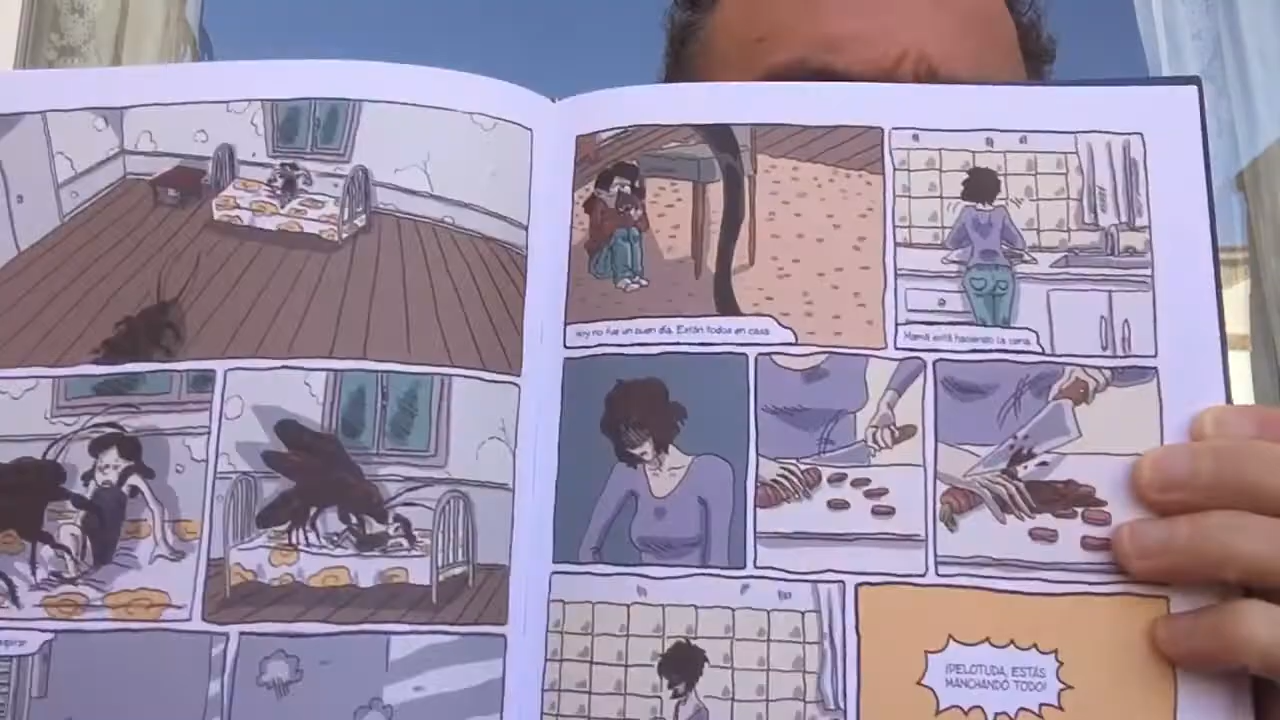 Hoy no fue un buen día. Están todos en casa.
Mamá está haciendo la cena.
¡PELOTUDA, ESTÁS
MANCHANDO TODO!